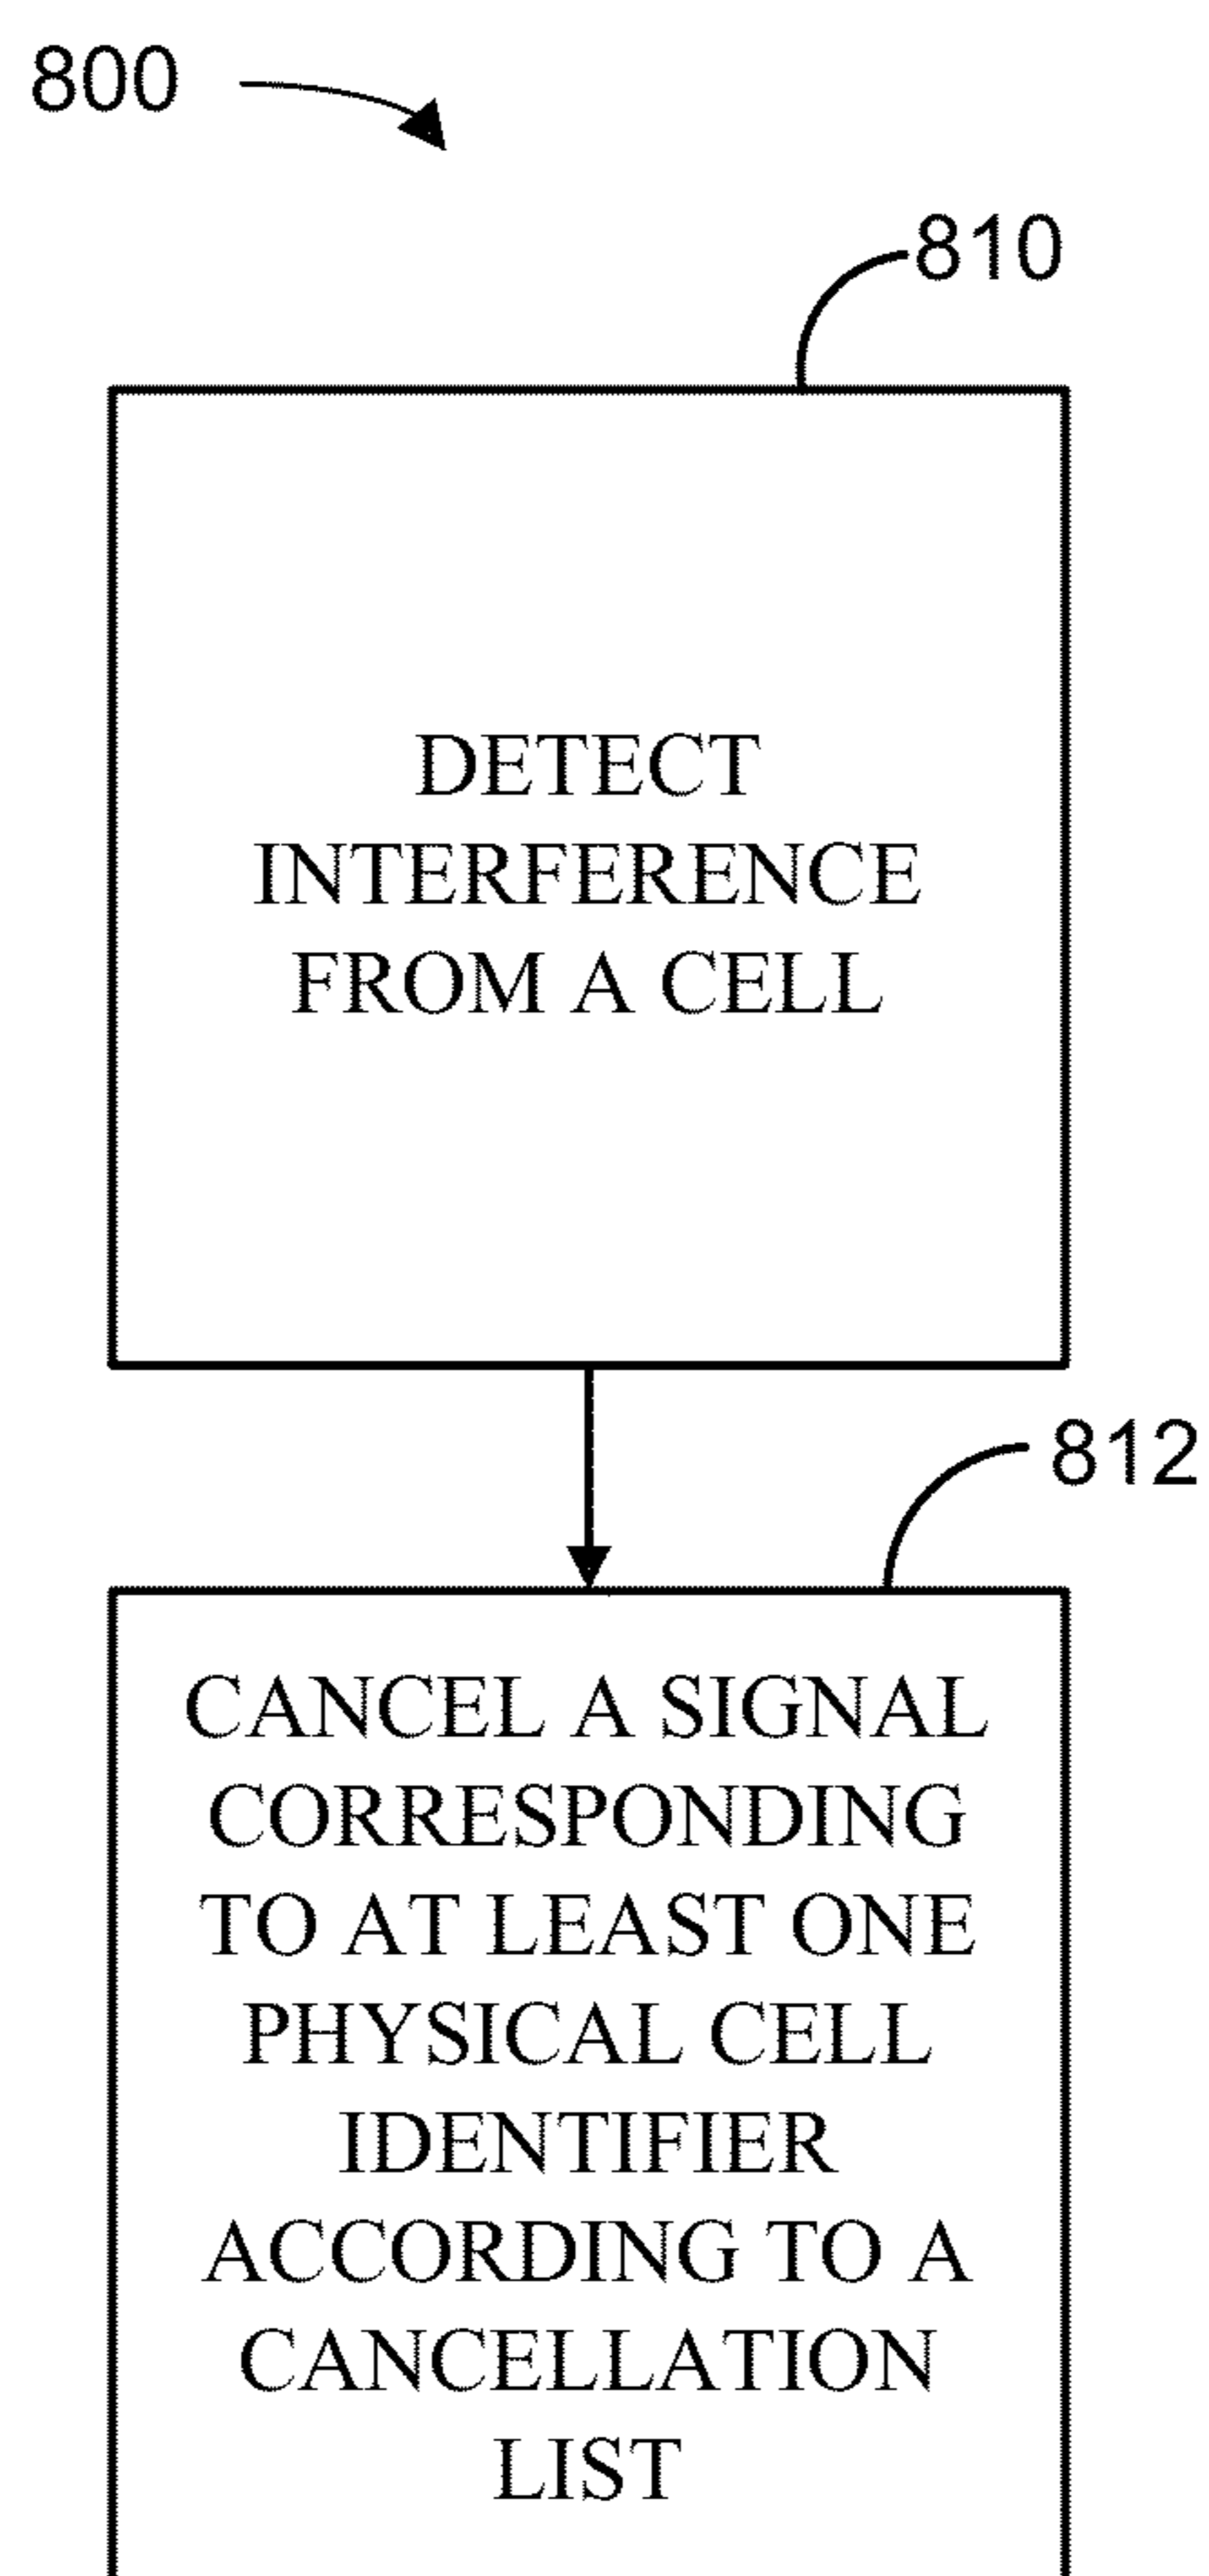 800
810
DETECT
INTERFERENCE
FROM A CELL
812
CANCEL A SIGNAL
CORRESPONDING
TO AT LEAST ONE
PHYSICAL CELL
IDENTIFIER
ACCORDING TO A
CANCELLATION
LIST